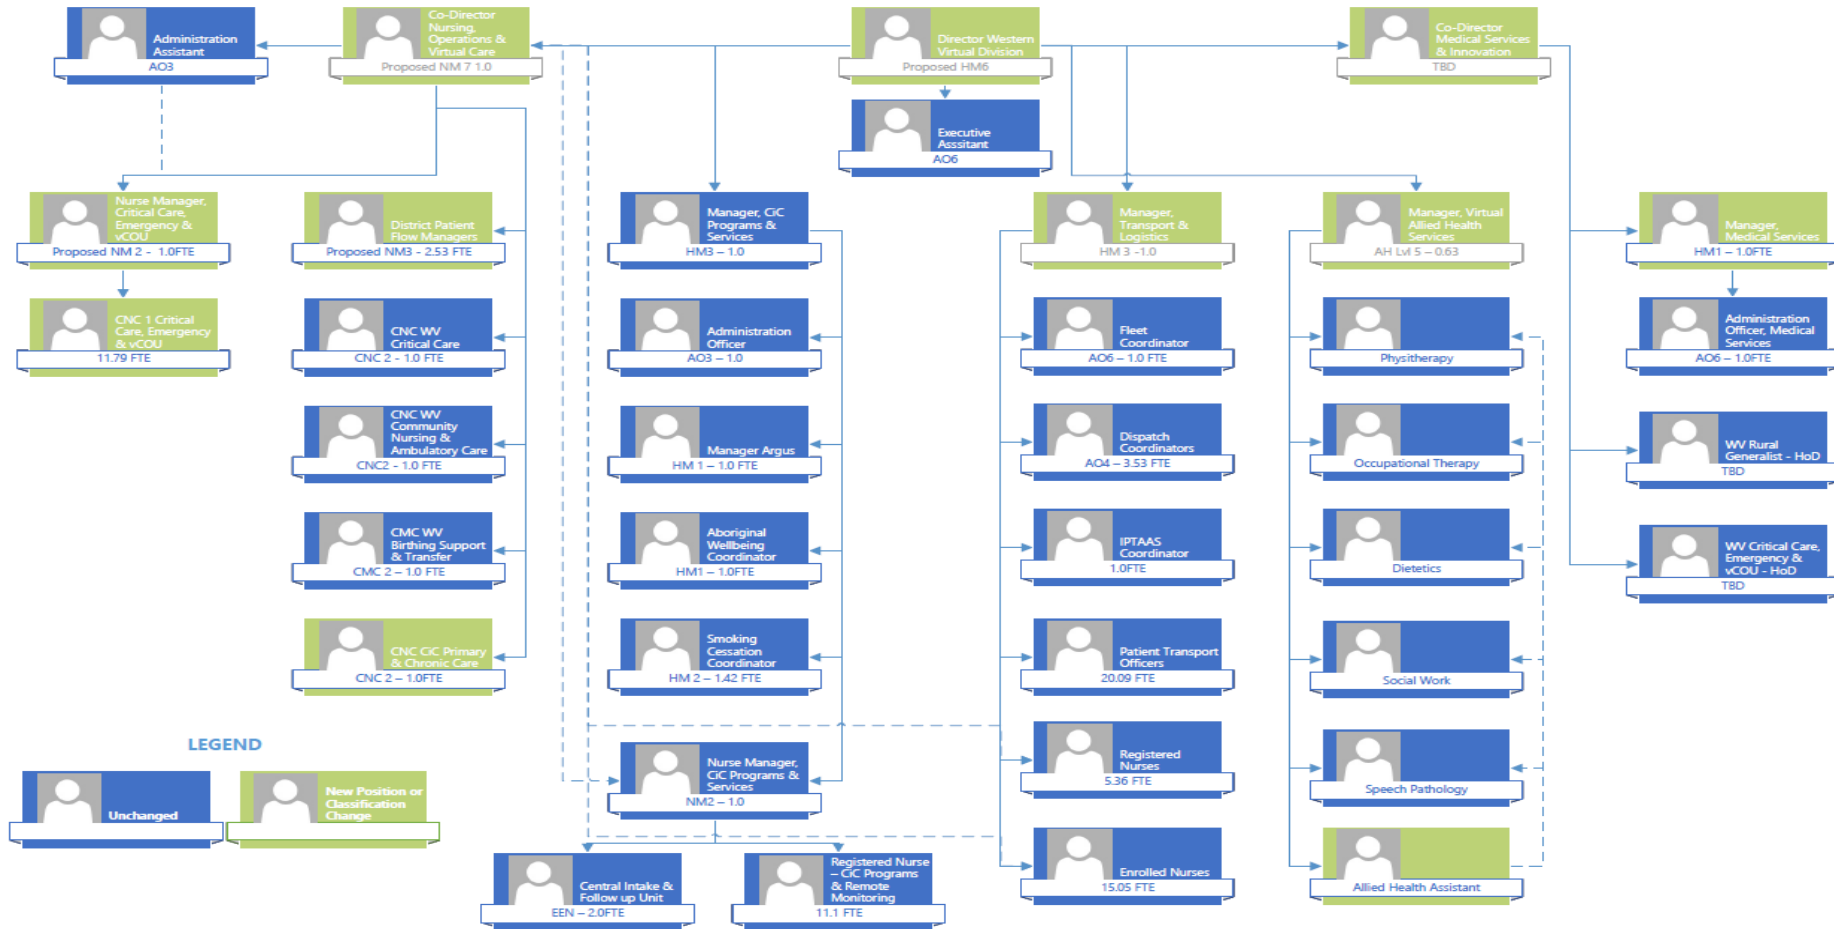 Administration
Assistant
AO3
Co-Director
Nursing,
Operations &
Virtual Care
Proposed NM 7 1.0
Director Western
Virtual Division
Proposed HM6
Co-Director
Medical Services
& Innovation
TBD
Executive
Asssitant
AO6
Nurse Manager,
Critical Care,
Emergency &
vCOU
Proposed NM 2 - 1.0FTE
District Patient
Flow Managers
Proposed NM3 - 2.53 FTE
Manager, CiC
Programs &
Services
HM3 – 1.0
Manager,
Transport &
Logistics
HM 3 -1.0
Manager, Virtual
Allied Health
Services
AH Lvl 5 – 0.63
Manager,
Medical Services
HM1 – 1.0FTE
CNC 1 Critical
Care, Emergency
& vCOU
11.79 FTE
CNC WV
Critical Care
CNC 2 - 1.0 FTE
Administration
Officer
AO3 – 1.0
Fleet
Coordinator
AO6 – 1.0 FTE
Physitherapy
Administration
Officer, Medical
Services
AO6 – 1.0FTE
CNC WV
Community
Nursing &
Ambulatory Care
CNC2 - 1.0 FTE
Manager Argus
HM 1 – 1.0 FTE
Dispatch
Coordinators
AO4 – 3.53 FTE
Occupational Therapy
WV Rural
Generalist - HoD
TBD
CMC WV
Birthing Support
& Transfer
CMC 2 – 1.0 FTE
Aboriginal
Wellbeing
Coordinator
HM1 – 1.0FTE
IPTAAS
Coordinator
1.0FTE
Dietetics
WV Critical Care,
Emergency &
vCOU - HoD
TBD
CNC CiC Primary
& Chronic Care
CNC 2 – 1.0FTE
Smoking
Cessation
Coordinator
HM 2 – 1.42 FTE
Patient Transport
Officers
20.09 FTE
Social Work
LEGEND
Unchanged
New Position or
Classification
Change
Nurse Manager,
CiC Programs &
Services
NM2 – 1.0
Registered
Nurses
5.36 FTE
Speech Pathology
Central Intake &
Follow up Unit
EEN – 2.0FTE
Registered Nurse
– CiC Programs
& Remote
Monitoring
11.1 FTE
Enrolled Nurses
15.05 FTE
Allied Health Assistant